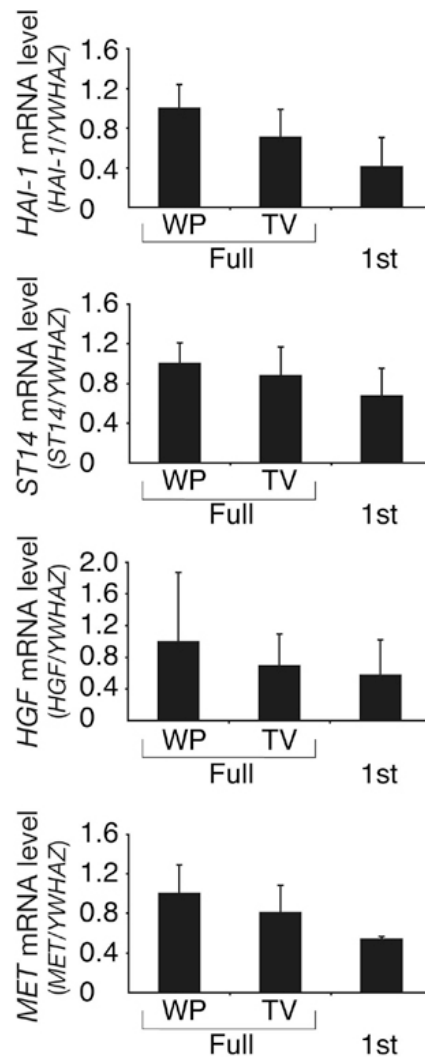 HAI-1 mRNA level
(HAI-1/YWHAZ)
1.6
1.2
0.8
0.4
0
WP TV
Full 1st
ST14 mRNA level
(ST14/YWHAZ)
1.6
1.2
0.8
0.4
0
WP TV
Full 1st
HGF mRNA level
(HGF/YWHAZ)
2.0
1.6
1.2
0.8
0.4
0
WP TV
Full 1st
MET mRNA level
(MET/YWHAZ)
1.6
1.2
0.8
0.4
0
WP TV
Full 1st